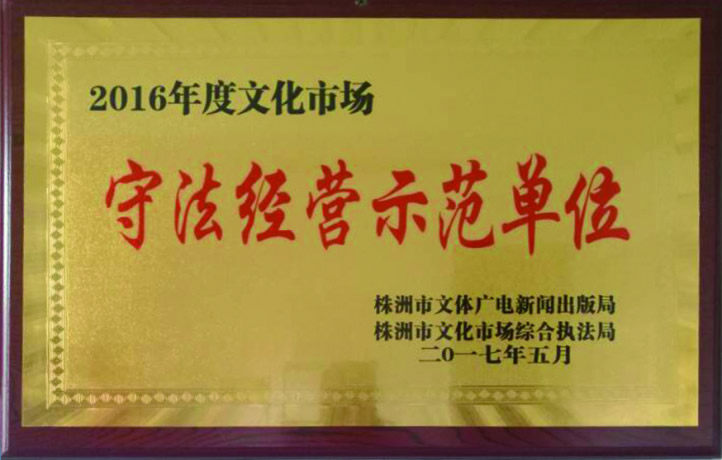 2016年度文化市场
守法经营示范单位
株洲市文体广电新闻出版局
株洲市文化市场综合执法局
二0一七年五月